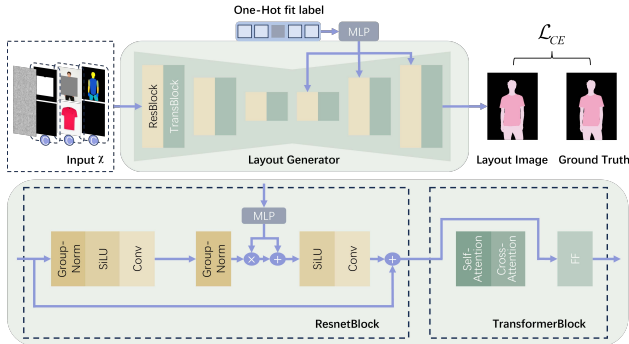 One-Hot fit label
MLP
ℒCE
ResBlock
TransBlock
Input χ
Layout Generator
Layout Image
Ground Truth
MLP
Group-
Norm
SiLU
Conv
Group-
Norm
×
+
SiLU
Conv
+
Self-
Attention
Cross-
Attention
FF
ResnetBlock
TransformerBlock